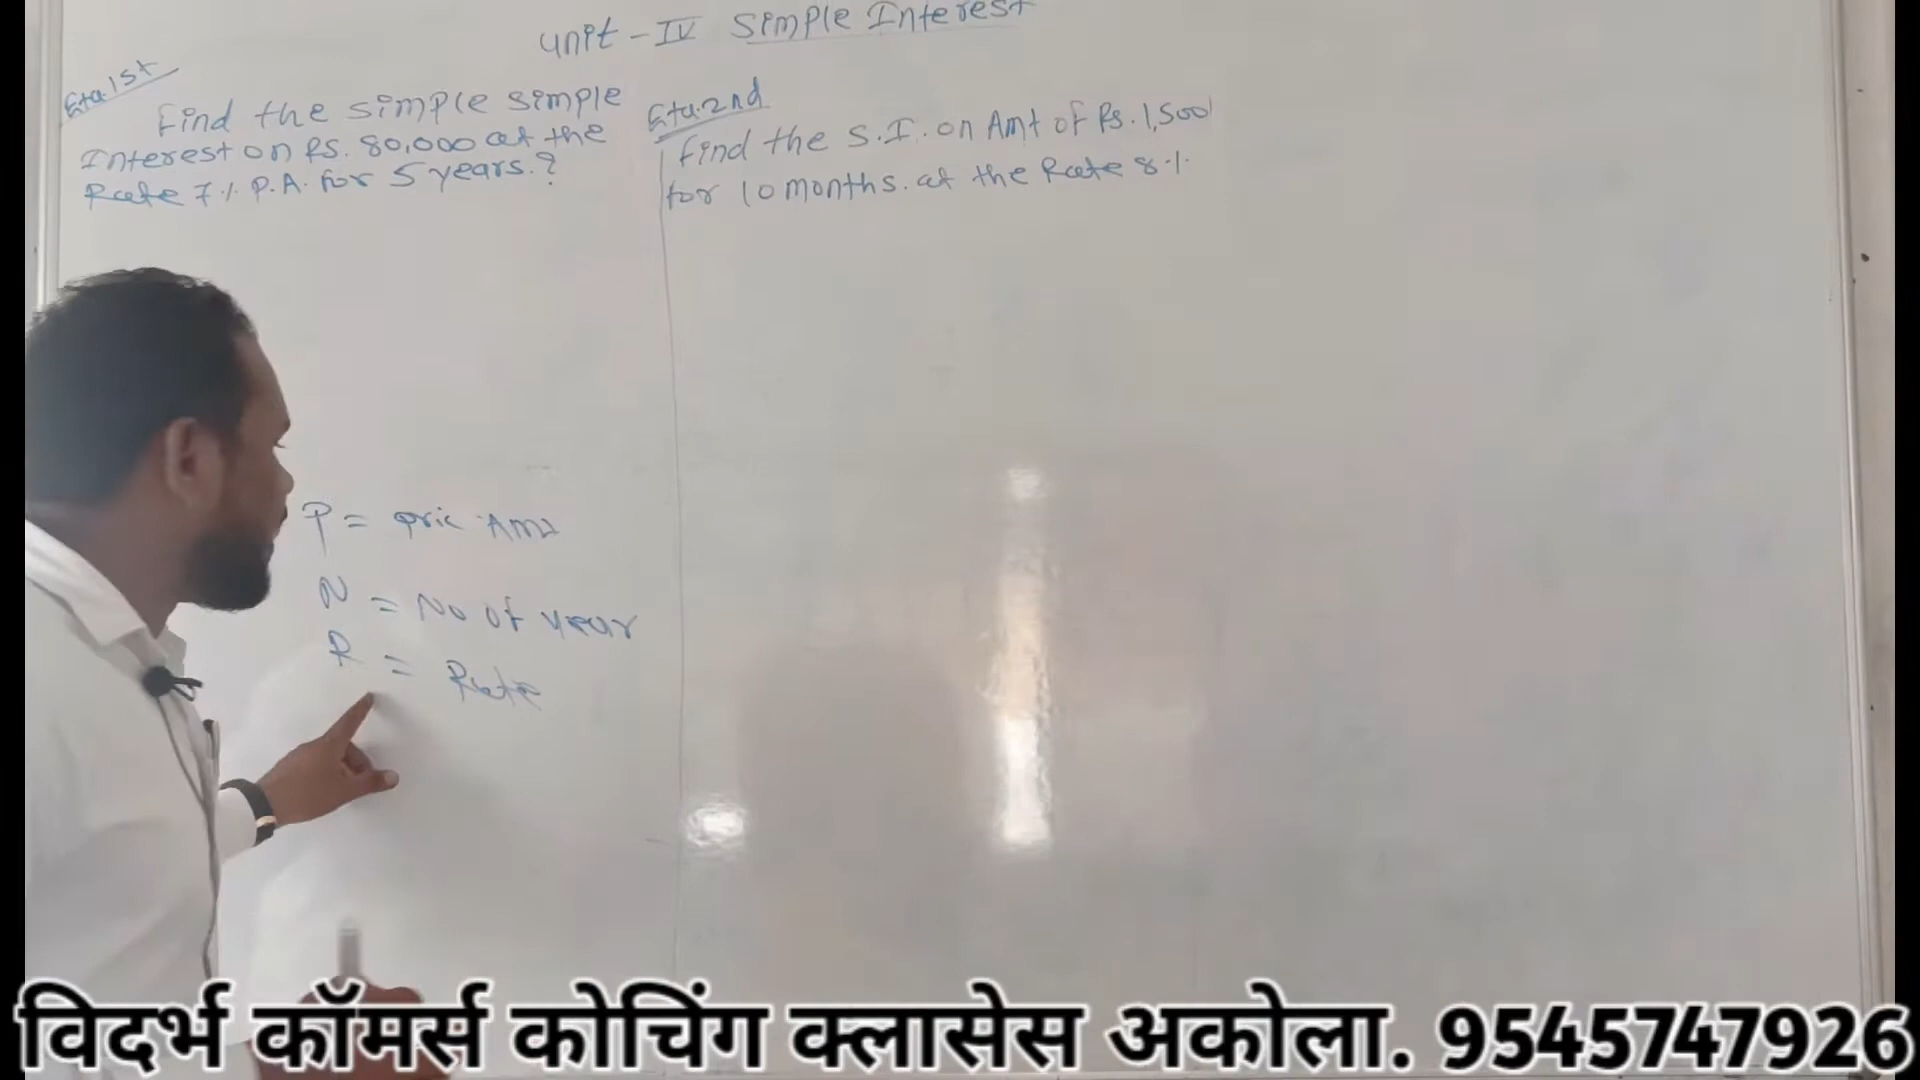 Unit - IV Simple Interest
Eta.1st
Find the simple simple
Interest on Rs. 80,000 at the
Rate 7% P.A. for 5 years.?
Eta.2nd
Find the S.I. on Amt of Rs. 1,500/
for 10 months. at the Rate 8%
P = pric Amt
N = No of year
R = Rate
विदर्भ कॉमर्स कोचिंग क्लासेस अकोला. 9545747926